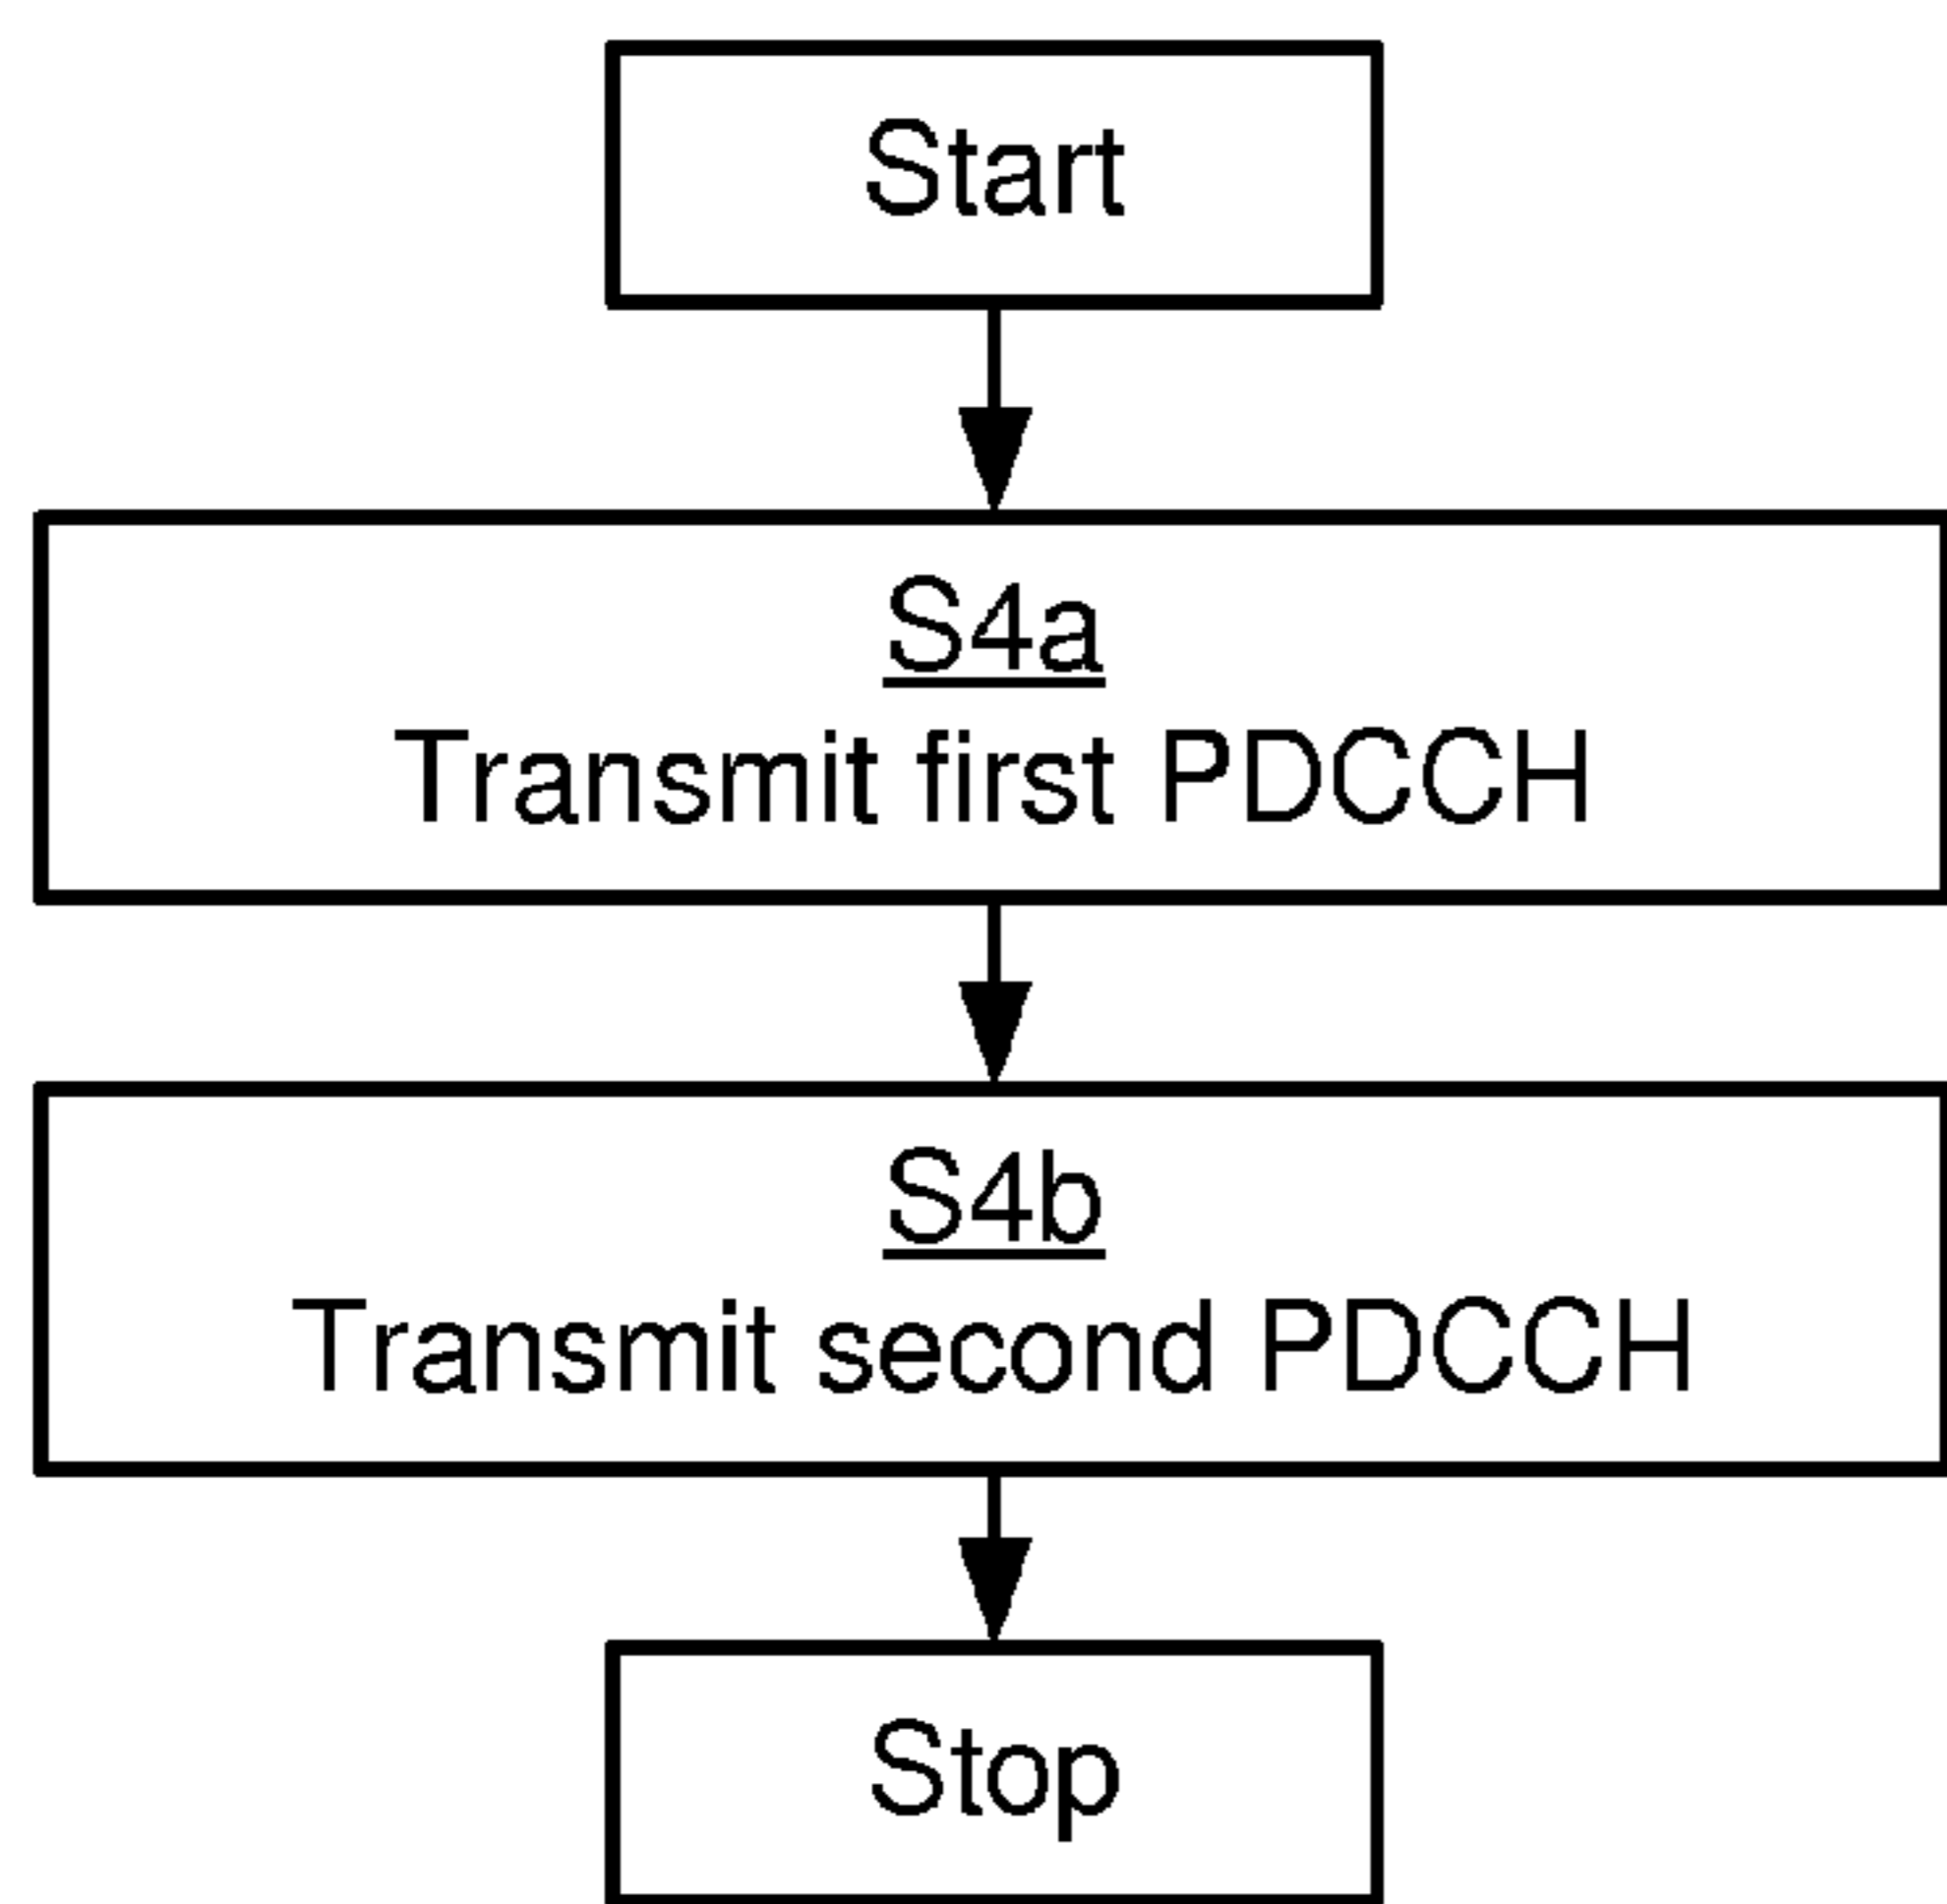 Start
S4a
Transmit first PDCCH
S4b
Transmit second PDCCH
Stop